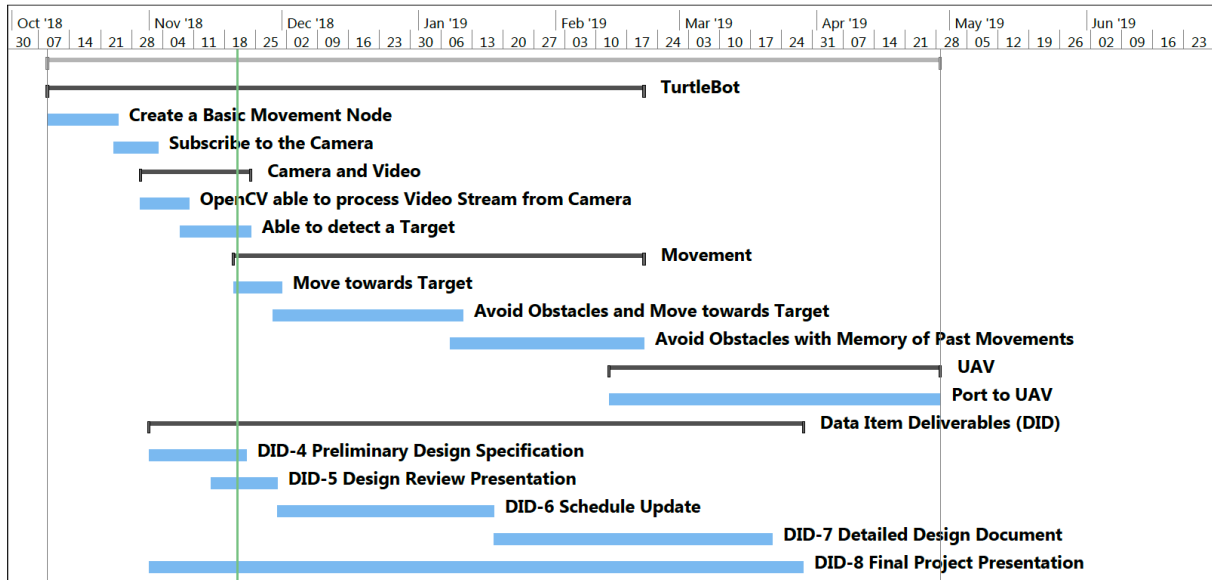 Oct '18 Nov '18 Dec '18 Jan '19 Feb '19 Mar '19 Apr '19 May '19 Jun '19
30 07 14 21 28 04 11 18 25 02 09 16 23 30 06 13 20 27 03 10 17 24 03 10 17 24 31 07 14 21 28 05 12 19 26 02 09 16 23
TurtleBot
Create a Basic Movement Node
Subscribe to the Camera
Camera and Video
OpenCV able to process Video Stream from Camera
Able to detect a Target
Movement
Move towards Target
Avoid Obstacles and Move towards Target
Avoid Obstacles with Memory of Past Movements
UAV
Port to UAV
Data Item Deliverables (DID)
DID-4 Preliminary Design Specification
DID-5 Design Review Presentation
DID-6 Schedule Update
DID-7 Detailed Design Document
DID-8 Final Project Presentation